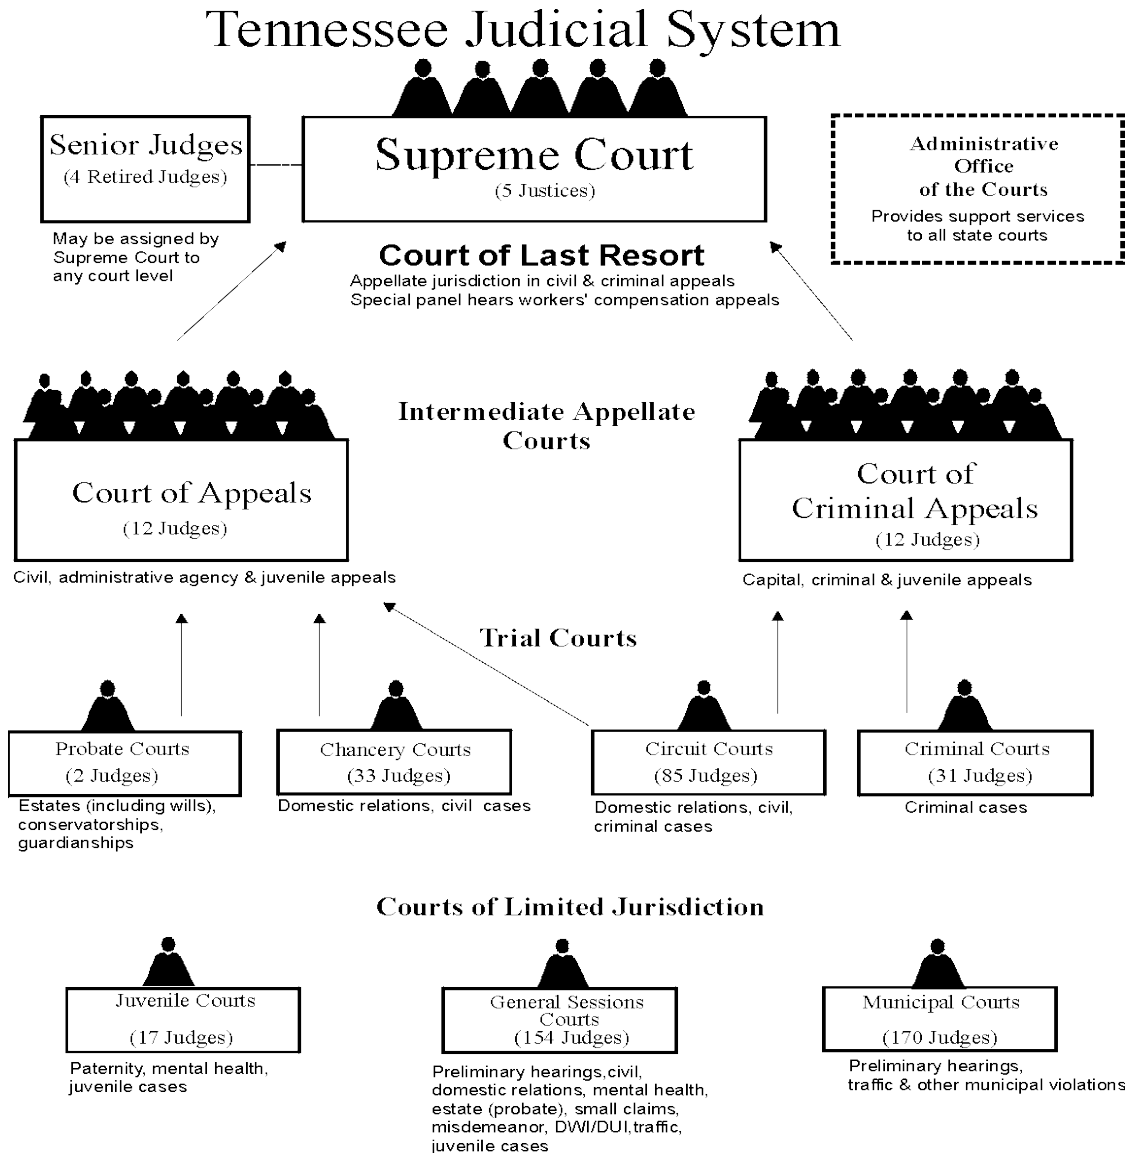 Tennessee Judicial System
Senior Judges
(4 Retired Judges)
May be assigned by
Supreme Court to
any court level
Supreme Court
(5 Justices)
Court of Last Resort
Appellate jurisdiction in civil & criminal appeals
Special panel hears workers' compensation appeals
Administrative
Office
of the Courts
Provides support services
to all state courts
Intermediate Appellate
Courts
Court of Appeals
(12 Judges)
Civil, administrative agency & juvenile appeals
Court of
Criminal Appeals
(12 Judges)
Capital, criminal & juvenile appeals
Trial Courts
Probate Courts
(2 Judges)
Estates (including wills),
conservatorships,
guardianships
Chancery Courts
(33 Judges)
Domestic relations, civil cases
Circuit Courts
(85 Judges)
Domestic relations, civil,
criminal cases
Criminal Courts
(31 Judges)
Criminal cases
Courts of Limited Jurisdiction
Juvenile Courts
(17 Judges)
Paternity, mental health,
juvenile cases
General Sessions
Courts
(154 Judges)
Preliminary hearings,civil,
domestic relations, mental health,
estate (probate), small claims,
misdemeanor, DWI/DUI,traffic,
juvenile cases
Municipal Courts
(170 Judges)
Preliminary hearings,
traffic & other municipal violations